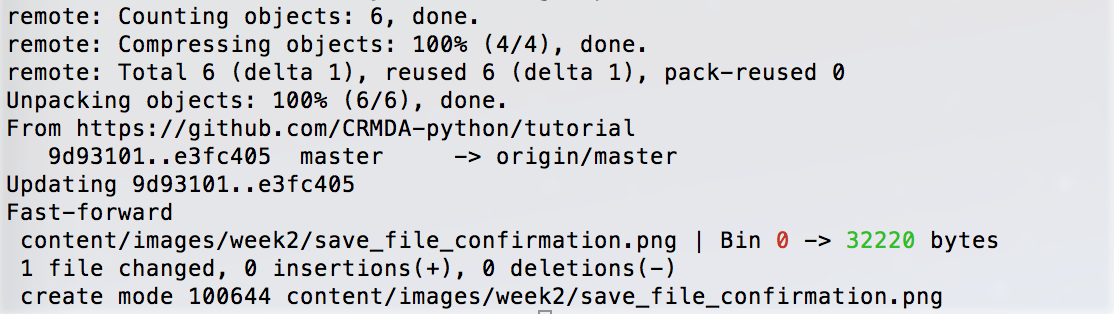 remote: Counting objects: 6, done.
remote: Compressing objects: 100% (4/4), done.
remote: Total 6 (delta 1), reused 6 (delta 1), pack-reused 0
Unpacking objects: 100% (6/6), done.
From https://github.com/CRMDA-python/tutorial
   9d93101..e3fc405  master     -> origin/master
Updating 9d93101..e3fc405
Fast-forward
 content/images/week2/save_file_confirmation.png | Bin 0 -> 32220 bytes
 1 file changed, 0 insertions(+), 0 deletions(-)
 create mode 100644 content/images/week2/save_file_confirmation.png